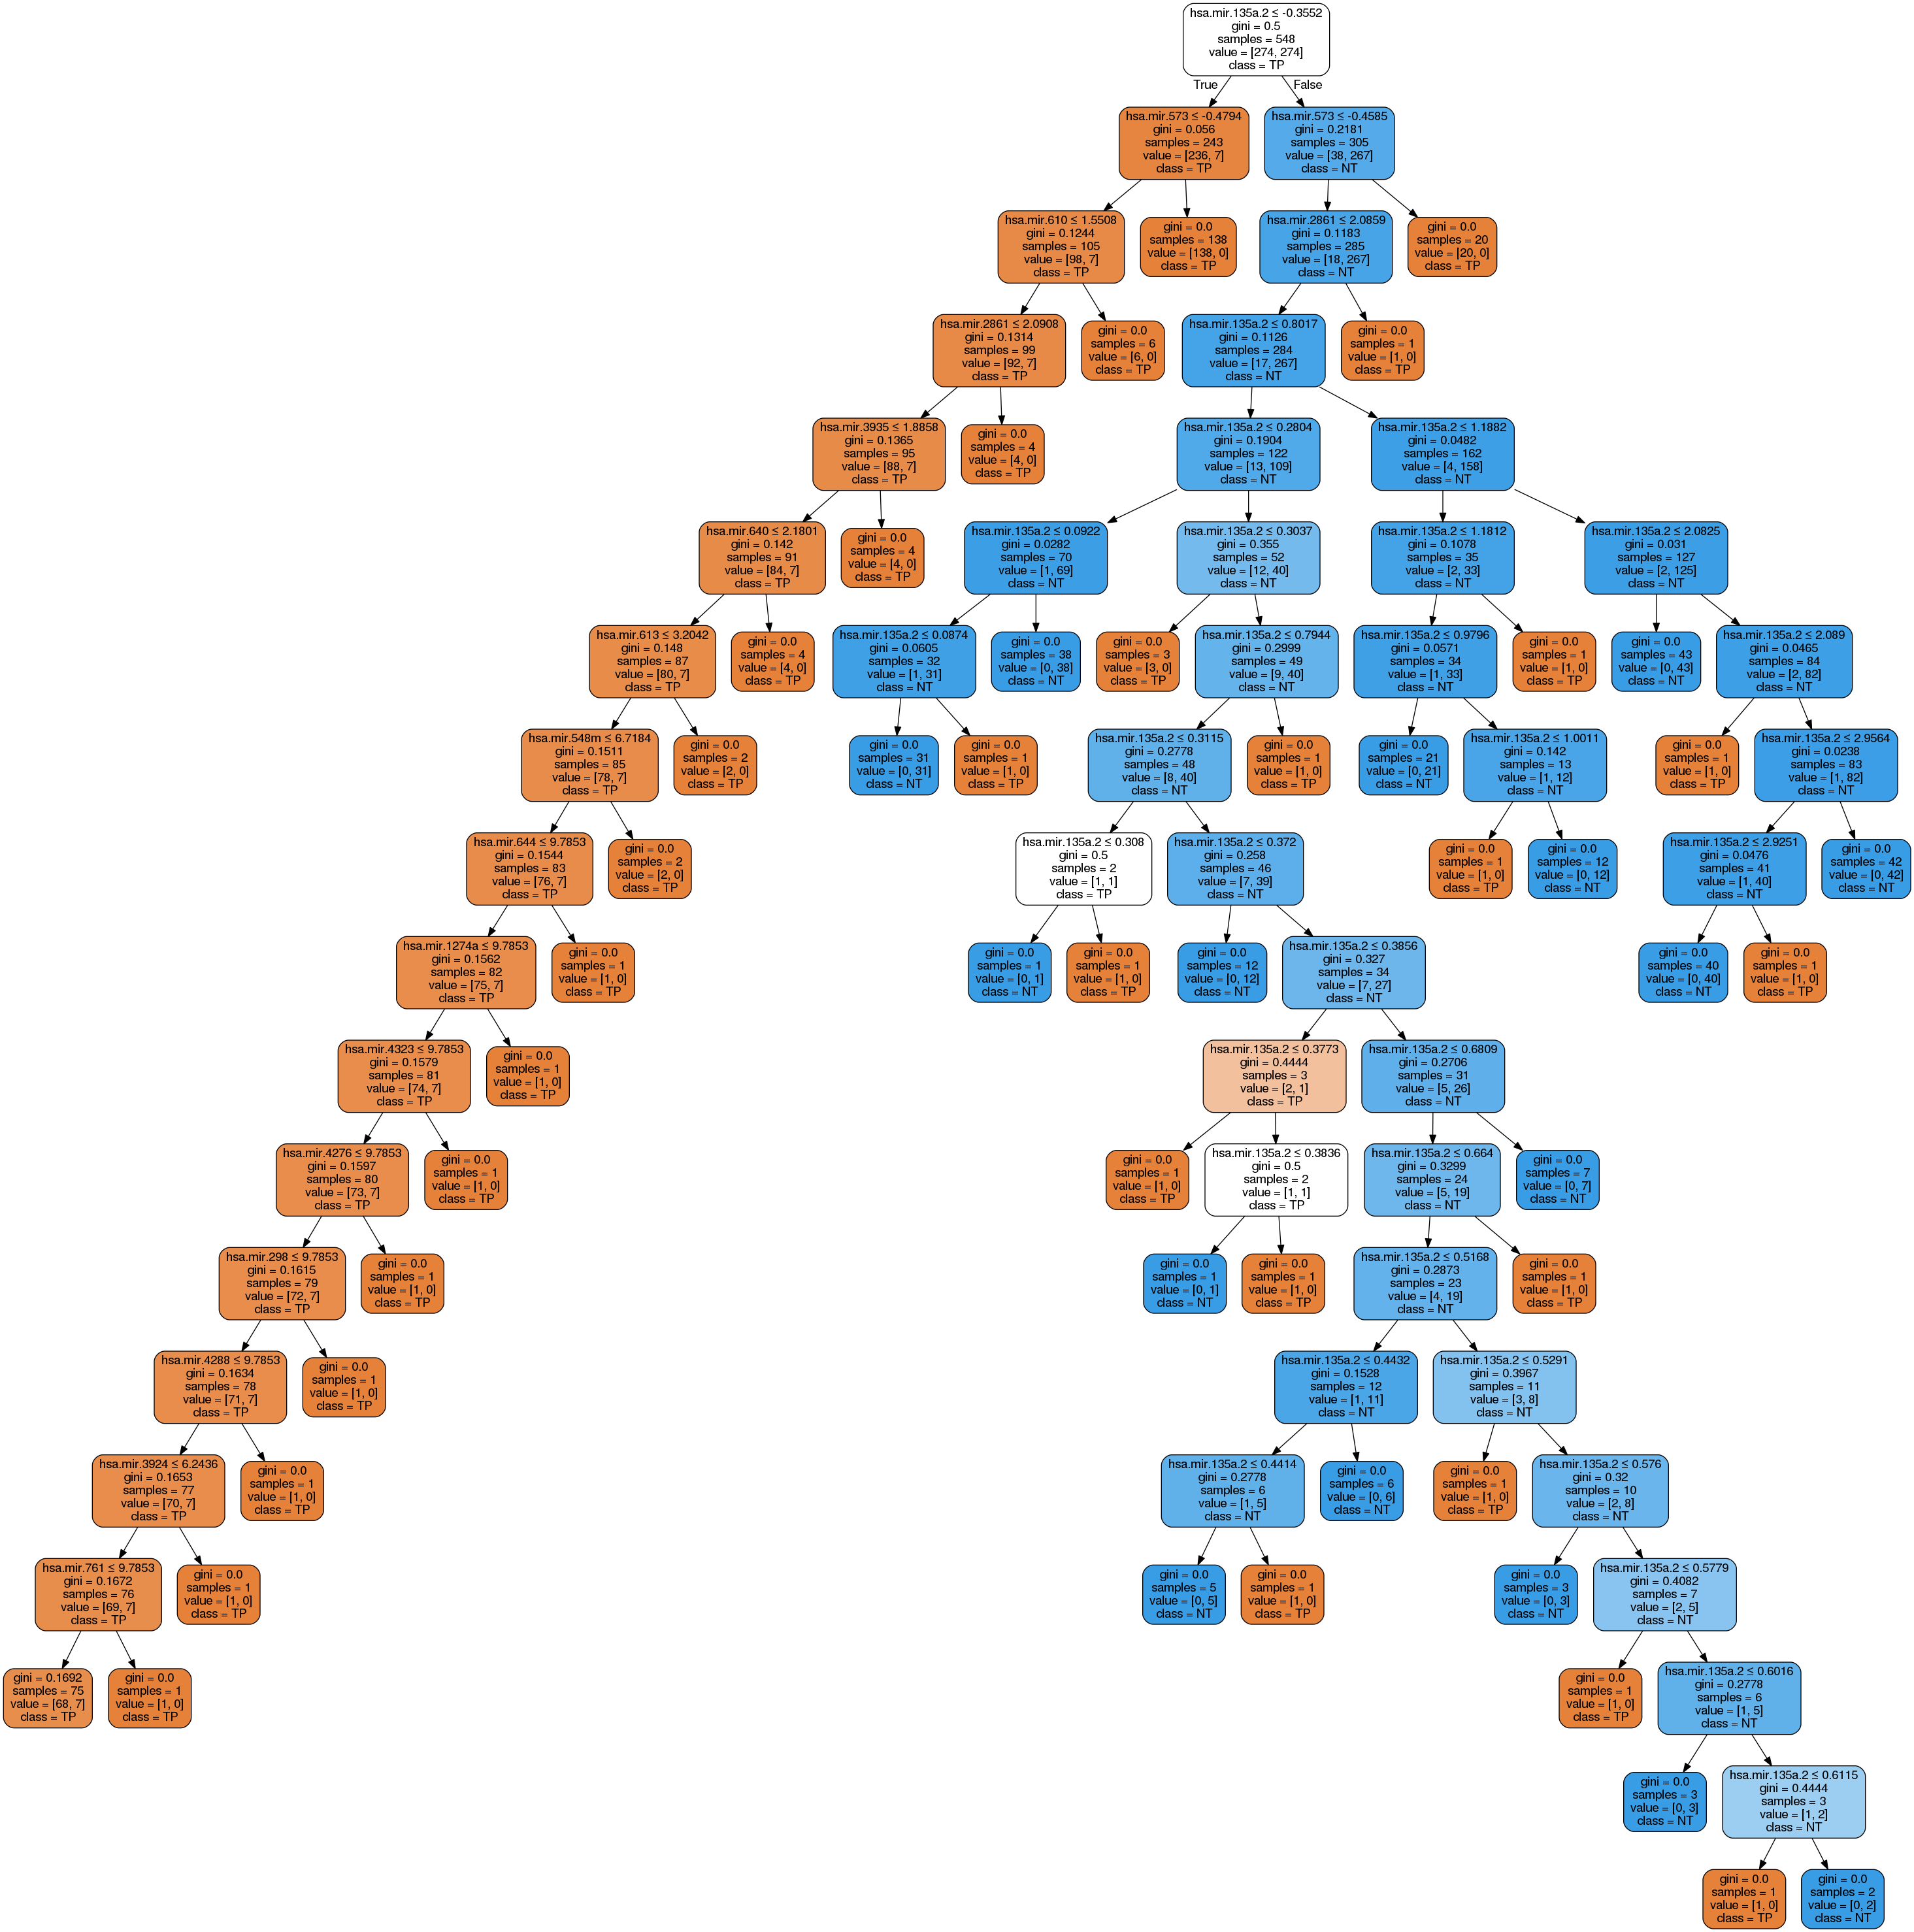 hsa.mir.135a.2 ≤ -0.3552
gini = 0.5
samples = 548
value = [274, 274]
class = TP
True
False
hsa.mir.573 ≤ -0.4794
gini = 0.056
samples = 243
value = [236, 7]
class = TP
hsa.mir.573 ≤ -0.4585
gini = 0.2181
samples = 305
value = [38, 267]
class = NT
hsa.mir.610 ≤ 1.5508
gini = 0.1244
samples = 105
value = [98, 7]
class = TP
gini = 0.0
samples = 138
value = [138, 0]
class = TP
hsa.mir.2861 ≤ 2.0859
gini = 0.1183
samples = 285
value = [18, 267]
class = NT
gini = 0.0
samples = 20
value = [20, 0]
class = TP
hsa.mir.2861 ≤ 2.0908
gini = 0.1314
samples = 99
value = [92, 7]
class = TP
gini = 0.0
samples = 6
value = [6, 0]
class = TP
hsa.mir.135a.2 ≤ 0.8017
gini = 0.1126
samples = 284
value = [17, 267]
class = NT
gini = 0.0
samples = 1
value = [1, 0]
class = TP
hsa.mir.3935 ≤ 1.8858
gini = 0.1365
samples = 95
value = [88, 7]
class = TP
gini = 0.0
samples = 4
value = [4, 0]
class = TP
hsa.mir.135a.2 ≤ 0.2804
gini = 0.1904
samples = 122
value = [13, 109]
class = NT
hsa.mir.135a.2 ≤ 1.1882
gini = 0.0482
samples = 162
value = [4, 158]
class = NT
hsa.mir.640 ≤ 2.1801
gini = 0.142
samples = 91
value = [84, 7]
class = TP
gini = 0.0
samples = 4
value = [4, 0]
class = TP
hsa.mir.135a.2 ≤ 0.0922
gini = 0.0282
samples = 70
value = [1, 69]
class = NT
hsa.mir.135a.2 ≤ 0.3037
gini = 0.355
samples = 52
value = [12, 40]
class = NT
hsa.mir.135a.2 ≤ 1.1812
gini = 0.1078
samples = 35
value = [2, 33]
class = NT
hsa.mir.135a.2 ≤ 2.0825
gini = 0.031
samples = 127
value = [2, 125]
class = NT
hsa.mir.613 ≤ 3.2042
gini = 0.148
samples = 87
value = [80, 7]
class = TP
gini = 0.0
samples = 4
value = [4, 0]
class = TP
hsa.mir.135a.2 ≤ 0.0874
gini = 0.0605
samples = 32
value = [1, 31]
class = NT
gini = 0.0
samples = 38
value = [0, 38]
class = NT
gini = 0.0
samples = 3
value = [3, 0]
class = TP
hsa.mir.135a.2 ≤ 0.7944
gini = 0.2999
samples = 49
value = [9, 40]
class = NT
hsa.mir.135a.2 ≤ 0.9796
gini = 0.0571
samples = 34
value = [1, 33]
class = NT
gini = 0.0
samples = 1
value = [1, 0]
class = TP
gini = 0.0
samples = 43
value = [0, 43]
class = NT
hsa.mir.135a.2 ≤ 2.089
gini = 0.0465
samples = 84
value = [2, 82]
class = NT
hsa.mir.548m ≤ 6.7184
gini = 0.1511
samples = 85
value = [78, 7]
class = TP
gini = 0.0
samples = 2
value = [2, 0]
class = TP
gini = 0.0
samples = 31
value = [0, 31]
class = NT
gini = 0.0
samples = 1
value = [1, 0]
class = TP
hsa.mir.135a.2 ≤ 0.3115
gini = 0.2778
samples = 48
value = [8, 40]
class = NT
gini = 0.0
samples = 1
value = [1, 0]
class = TP
gini = 0.0
samples = 21
value = [0, 21]
class = NT
hsa.mir.135a.2 ≤ 1.0011
gini = 0.142
samples = 13
value = [1, 12]
class = NT
gini = 0.0
samples = 1
value = [1, 0]
class = TP
hsa.mir.135a.2 ≤ 2.9564
gini = 0.0238
samples = 83
value = [1, 82]
class = NT
hsa.mir.644 ≤ 9.7853
gini = 0.1544
samples = 83
value = [76, 7]
class = TP
gini = 0.0
samples = 2
value = [2, 0]
class = TP
hsa.mir.135a.2 ≤ 0.308
gini = 0.5
samples = 2
value = [1, 1]
class = TP
hsa.mir.135a.2 ≤ 0.372
gini = 0.258
samples = 46
value = [7, 39]
class = NT
gini = 0.0
samples = 1
value = [1, 0]
class = TP
gini = 0.0
samples = 12
value = [0, 12]
class = NT
hsa.mir.135a.2 ≤ 2.9251
gini = 0.0476
samples = 41
value = [1, 40]
class = NT
gini = 0.0
samples = 42
value = [0, 42]
class = NT
hsa.mir.1274a ≤ 9.7853
gini = 0.1562
samples = 82
value = [75, 7]
class = TP
gini = 0.0
samples = 1
value = [1, 0]
class = TP
gini = 0.0
samples = 1
value = [0, 1]
class = NT
gini = 0.0
samples = 1
value = [1, 0]
class = TP
gini = 0.0
samples = 12
value = [0, 12]
class = NT
hsa.mir.135a.2 ≤ 0.3856
gini = 0.327
samples = 34
value = [7, 27]
class = NT
gini = 0.0
samples = 40
value = [0, 40]
class = NT
gini = 0.0
samples = 1
value = [1, 0]
class = TP
hsa.mir.4323 ≤ 9.7853
gini = 0.1579
samples = 81
value = [74, 7]
class = TP
gini = 0.0
samples = 1
value = [1, 0]
class = TP
hsa.mir.135a.2 ≤ 0.3773
gini = 0.4444
samples = 3
value = [2, 1]
class = TP
hsa.mir.135a.2 ≤ 0.6809
gini = 0.2706
samples = 31
value = [5, 26]
class = NT
hsa.mir.4276 ≤ 9.7853
gini = 0.1597
samples = 80
value = [73, 7]
class = TP
gini = 0.0
samples = 1
value = [1, 0]
class = TP
gini = 0.0
samples = 1
value = [1, 0]
class = TP
hsa.mir.135a.2 ≤ 0.3836
gini = 0.5
samples = 2
value = [1, 1]
class = TP
hsa.mir.135a.2 ≤ 0.664
gini = 0.3299
samples = 24
value = [5, 19]
class = NT
gini = 0.0
samples = 7
value = [0, 7]
class = NT
hsa.mir.298 ≤ 9.7853
gini = 0.1615
samples = 79
value = [72, 7]
class = TP
gini = 0.0
samples = 1
value = [1, 0]
class = TP
gini = 0.0
samples = 1
value = [0, 1]
class = NT
gini = 0.0
samples = 1
value = [1, 0]
class = TP
hsa.mir.135a.2 ≤ 0.5168
gini = 0.2873
samples = 23
value = [4, 19]
class = NT
gini = 0.0
samples = 1
value = [1, 0]
class = TP
hsa.mir.4288 ≤ 9.7853
gini = 0.1634
samples = 78
value = [71, 7]
class = TP
gini = 0.0
samples = 1
value = [1, 0]
class = TP
hsa.mir.135a.2 ≤ 0.4432
gini = 0.1528
samples = 12
value = [1, 11]
class = NT
hsa.mir.135a.2 ≤ 0.5291
gini = 0.3967
samples = 11
value = [3, 8]
class = NT
hsa.mir.3924 ≤ 6.2436
gini = 0.1653
samples = 77
value = [70, 7]
class = TP
gini = 0.0
samples = 1
value = [1, 0]
class = TP
hsa.mir.135a.2 ≤ 0.4414
gini = 0.2778
samples = 6
value = [1, 5]
class = NT
gini = 0.0
samples = 6
value = [0, 6]
class = NT
gini = 0.0
samples = 1
value = [1, 0]
class = TP
hsa.mir.135a.2 ≤ 0.576
gini = 0.32
samples = 10
value = [2, 8]
class = NT
hsa.mir.761 ≤ 9.7853
gini = 0.1672
samples = 76
value = [69, 7]
class = TP
gini = 0.0
samples = 1
value = [1, 0]
class = TP
gini = 0.0
samples = 5
value = [0, 5]
class = NT
gini = 0.0
samples = 1
value = [1, 0]
class = TP
gini = 0.0
samples = 3
value = [0, 3]
class = NT
hsa.mir.135a.2 ≤ 0.5779
gini = 0.4082
samples = 7
value = [2, 5]
class = NT
gini = 0.1692
samples = 75
value = [68, 7]
class = TP
gini = 0.0
samples = 1
value = [1, 0]
class = TP
gini = 0.0
samples = 1
value = [1, 0]
class = TP
hsa.mir.135a.2 ≤ 0.6016
gini = 0.2778
samples = 6
value = [1, 5]
class = NT
gini = 0.0
samples = 3
value = [0, 3]
class = NT
hsa.mir.135a.2 ≤ 0.6115
gini = 0.4444
samples = 3
value = [1, 2]
class = NT
gini = 0.0
samples = 1
value = [1, 0]
class = TP
gini = 0.0
samples = 2
value = [0, 2]
class = NT